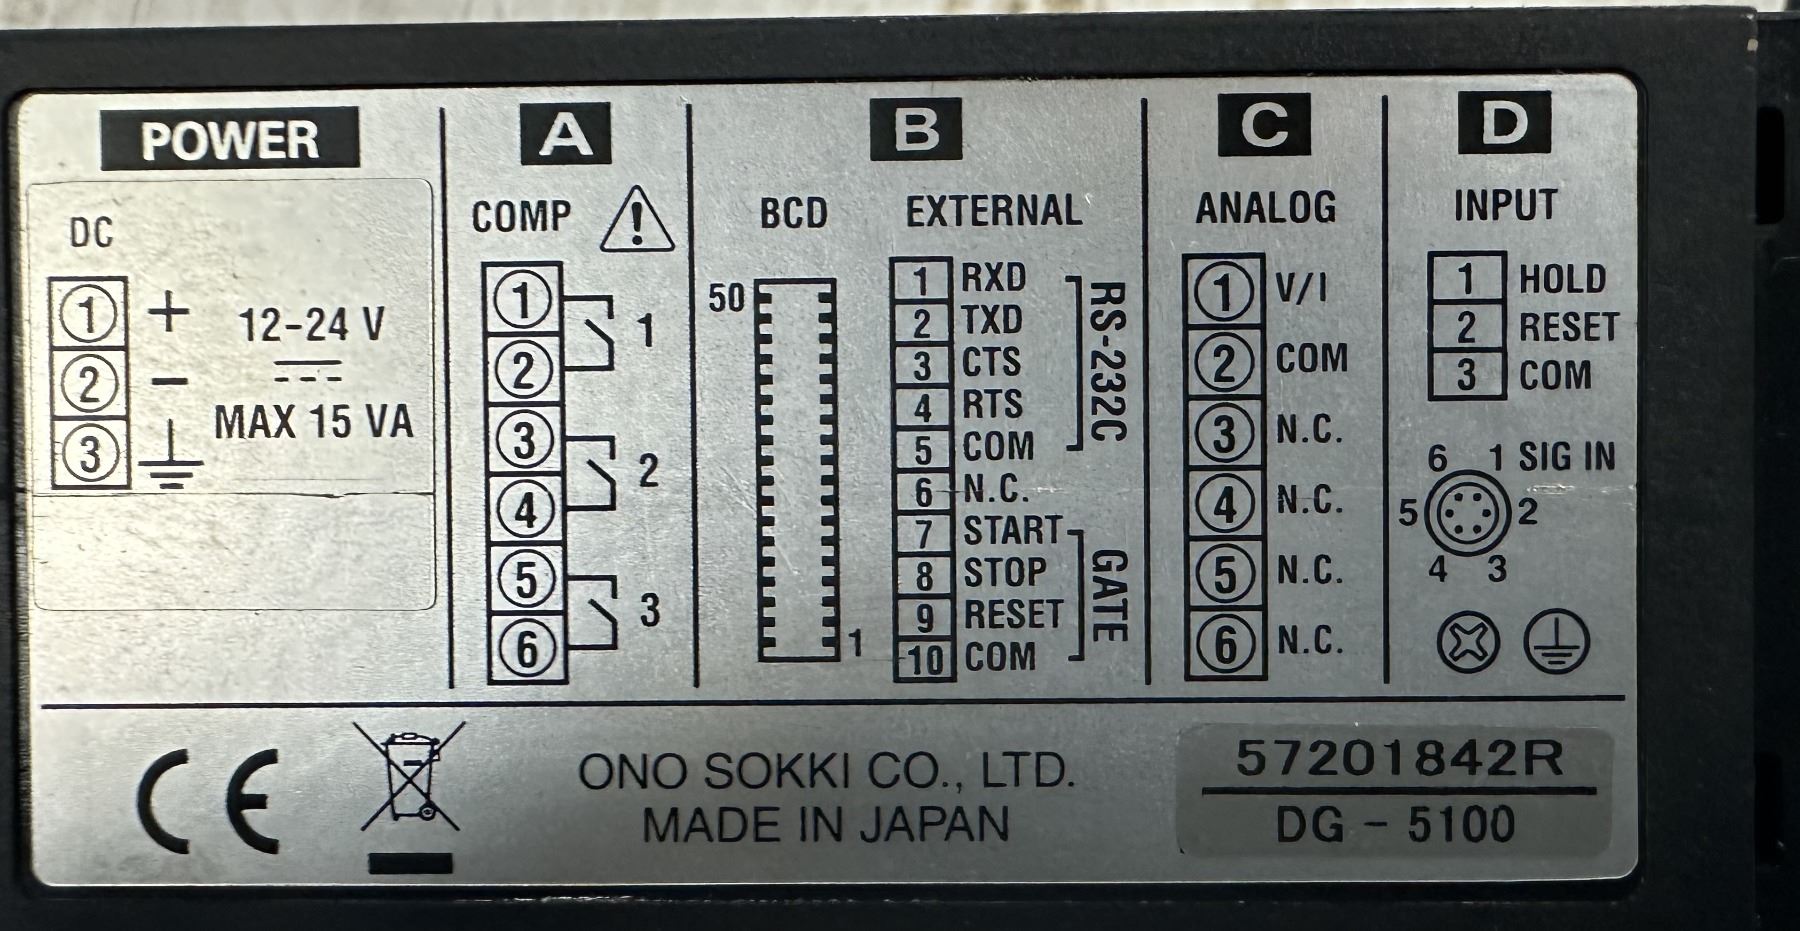 POWER
DC
1 +
2 −
3
12-24 V
MAX 15 VA
A
COMP
1
2
1
3
4
2
5
6
3
B
BCD
50
1
EXTERNAL
1 RXD
2 TXD
3 CTS
4 RTS
5 COM
RS-232C
6 N.C.
7 START
8 STOP
9 RESET
10 COM
GATE
C
ANALOG
1 V/I
2 COM
3 N.C.
4 N.C.
5 N.C.
6 N.C.
D
INPUT
1 HOLD
2 RESET
3 COM
6 1 SIG IN
5 2
4 3
CE
ONO SOKKI CO., LTD.
MADE IN JAPAN
57201842R
DG - 5100